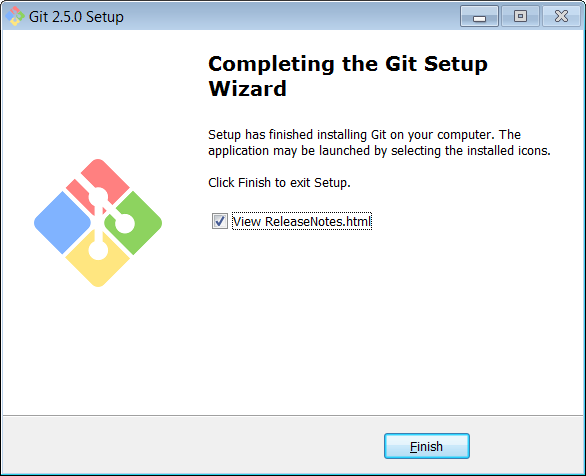 Git 2.5.0 Setup
Completing the Git Setup
Wizard
Setup has finished installing Git on your computer. The
application may be launched by selecting the installed icons.
Click Finish to exit Setup.
View ReleaseNotes.html
Finish